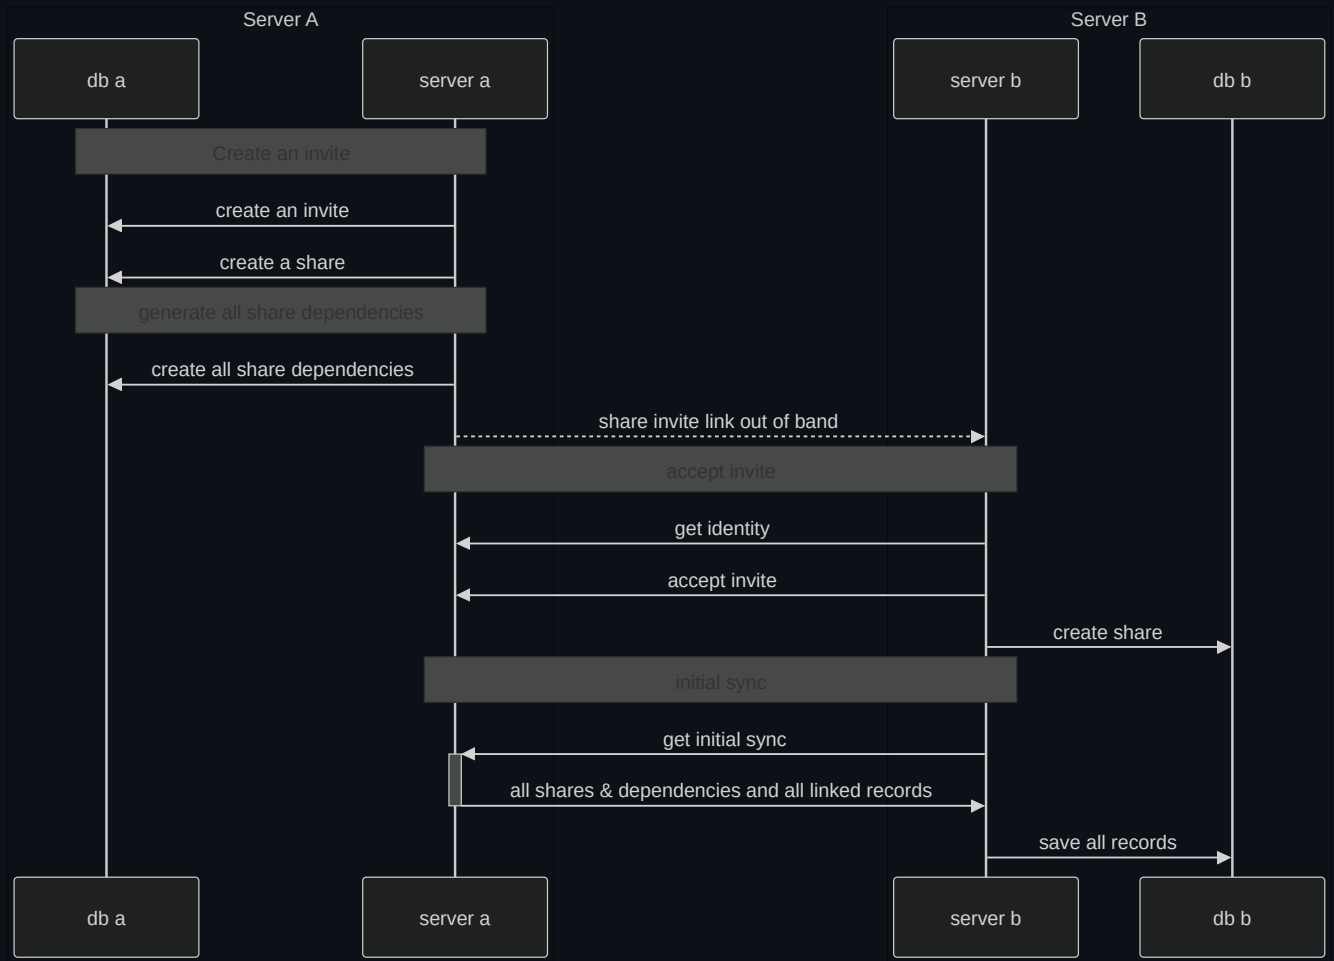 Server A
Server B
db a
server a
server b
db b
Create an invite
create an invite
create a share
generate all share dependencies
create all share dependencies
share invite link out of band
accept invite
get identity
accept invite
create share
initial sync
get initial sync
all shares & dependencies and all linked records
save all records
db a
server a
server b
db b